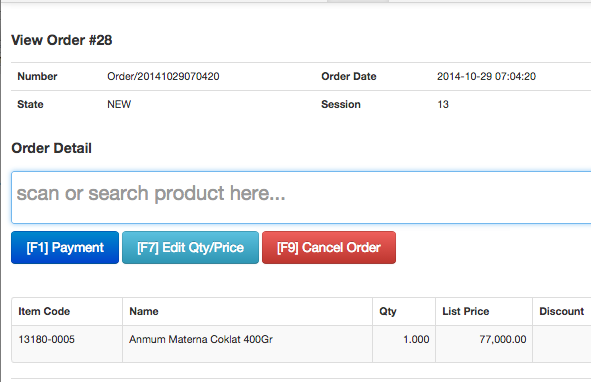 View Order #28
Number Order/20141029070420 Order Date 2014-10-29 07:04:20
State NEW Session 13
Order Detail
scan or search product here...
[F1] Payment [F7] Edit Qty/Price [F9] Cancel Order
Item Code Name Qty List Price Discount
13180-0005 Anmum Materna Coklat 400Gr 1.000 77,000.00